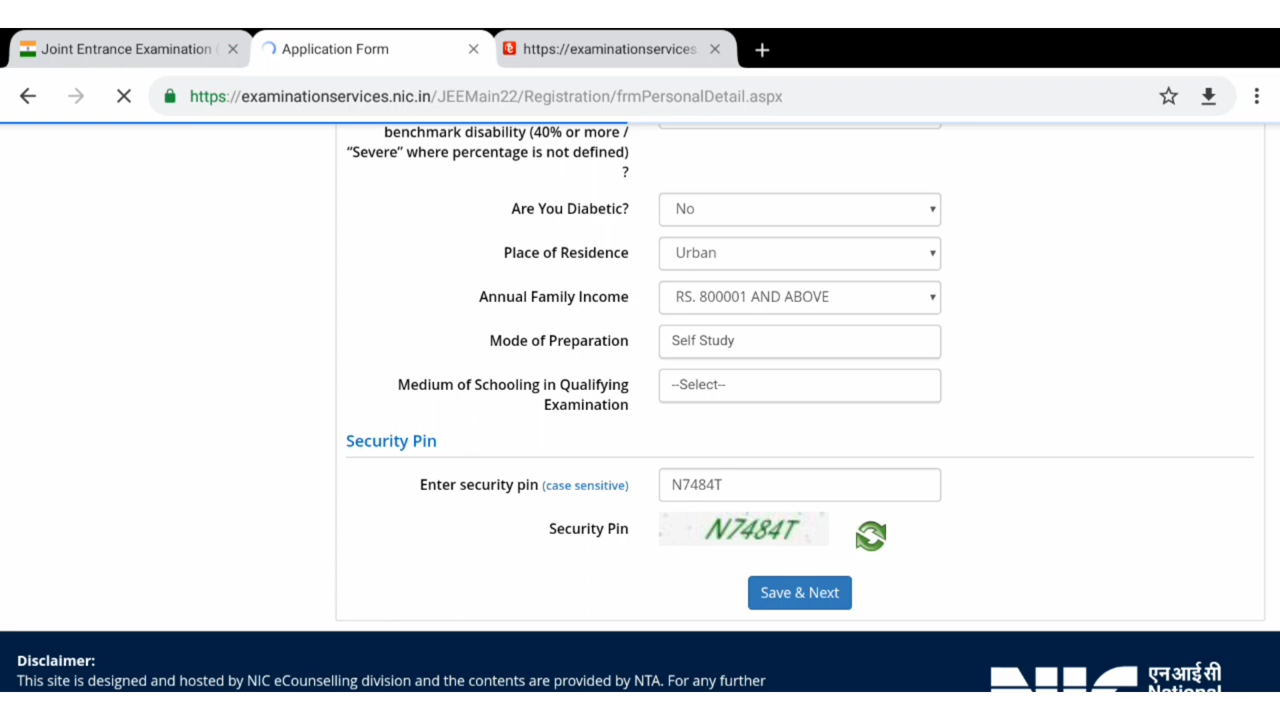 Joint Entrance Examination (
Application Form
https://examinationservices.
https://examinationservices.nic.in/JEEMain22/Registration/frmPersonalDetail.aspx
benchmark disability (40% or more /
“Severe” where percentage is not defined)
?
Are You Diabetic? No
Place of Residence Urban
Annual Family Income RS. 800001 AND ABOVE
Mode of Preparation Self Study
Medium of Schooling in Qualifying
Examination
--Select--
Security Pin
Enter security pin (case sensitive) N7484T
Security Pin N7484T
Save & Next
Disclaimer:
This site is designed and hosted by NIC eCounselling division and the contents are provided by NTA. For any further
NIC
एन आई सी
National